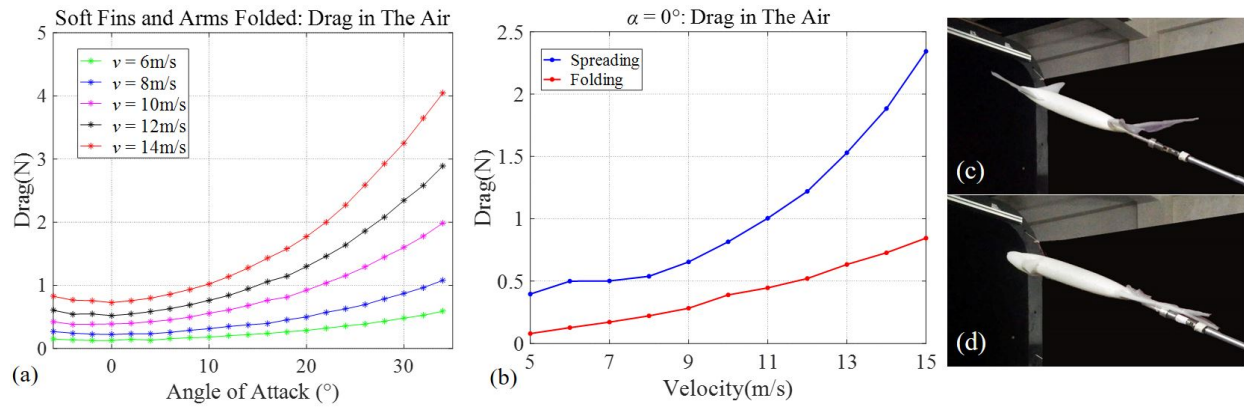 Soft Fins and Arms Folded: Drag in The Air
5
4
3
2
1
0
Drag(N)
v = 6m/s
v = 8m/s
v = 10m/s
v = 12m/s
v = 14m/s
0
10
20
30
Angle of Attack (°)
(a)
α = 0°: Drag in The Air
2.5
2
1.5
1
0.5
0
Drag(N)
Spreading
Folding
5
7
9
11
13
15
Velocity(m/s)
(b)
(c)
(d)